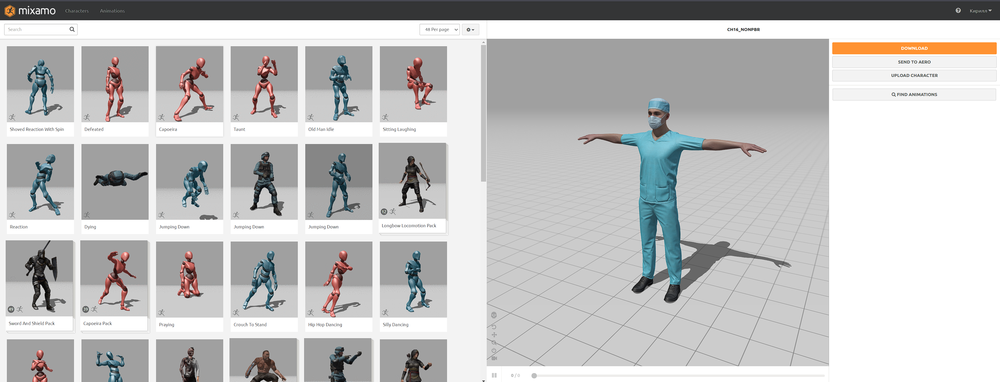 mixamo
Characters
Animations
Кирилл
Search
48 Per page
CH16_NONPBR
DOWNLOAD
SEND TO AERO
UPLOAD CHARACTER
FIND ANIMATIONS
Shoved Reaction With Spin
Defeated
Capoeira
Taunt
Old Man Idle
Sitting Laughing
Reaction
Dying
Jumping Down
Jumping Down
Jumping Down
12
Longbow Locomotion Pack
49
Sword And Shield Pack
39
Capoeira Pack
Praying
Crouch To Stand
Hip Hop Dancing
Silly Dancing
0 / 0